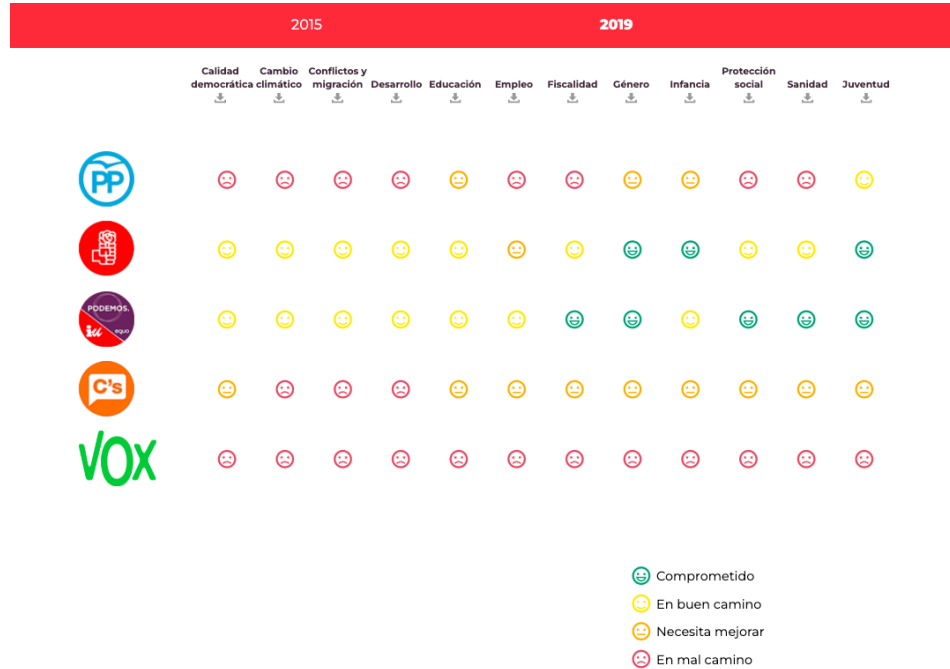 2015 2019
Calidad democrática
Cambio climático
Conflictos y migración
Desarrollo
Educación
Empleo
Fiscalidad
Género
Infancia
Protección social
Sanidad
Juventud
PP
PODEMOS.
iu equo
C's
VOX
Comprometido
En buen camino
Necesita mejorar
En mal camino